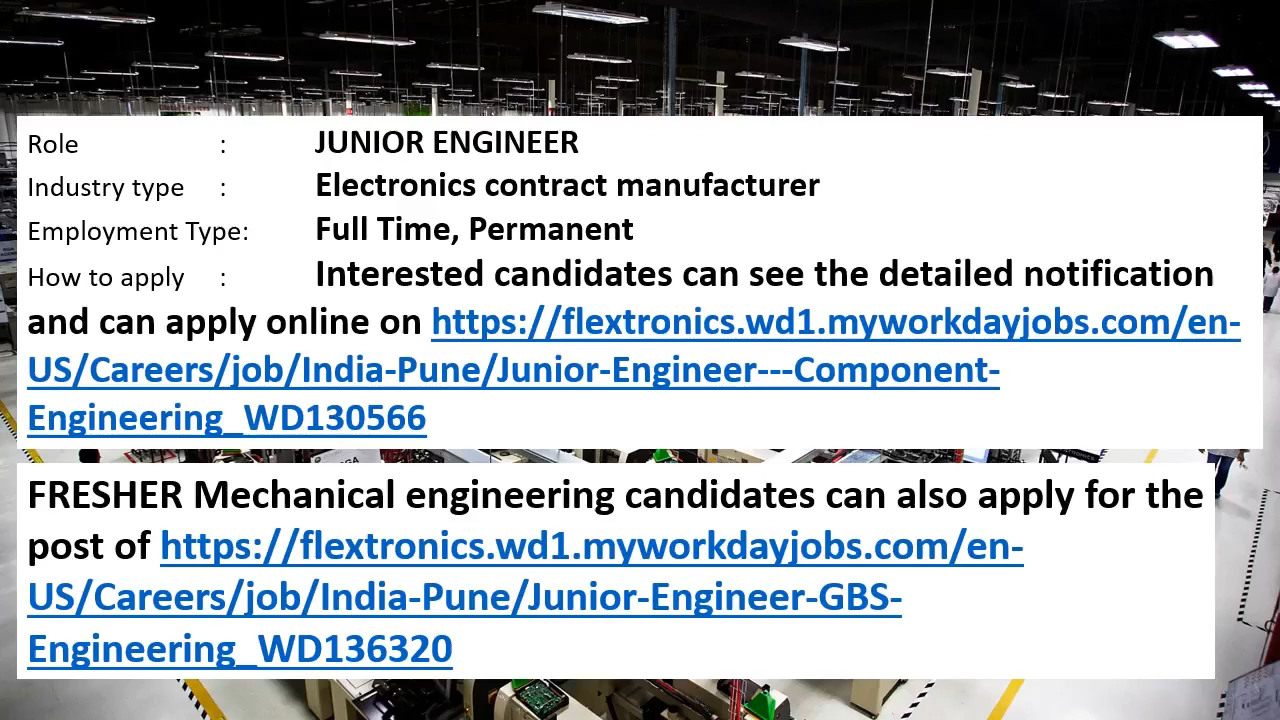 Role : JUNIOR ENGINEER
Industry type : Electronics contract manufacturer
Employment Type: Full Time, Permanent
How to apply : Interested candidates can see the detailed notification
and can apply online on https://flextronics.wd1.myworkdayjobs.com/en-
US/Careers/job/India-Pune/Junior-Engineer---Component-
Engineering_WD130566
FRESHER Mechanical engineering candidates can also apply for the
post of https://flextronics.wd1.myworkdayjobs.com/en-
US/Careers/job/India-Pune/Junior-Engineer-GBS-
Engineering_WD136320